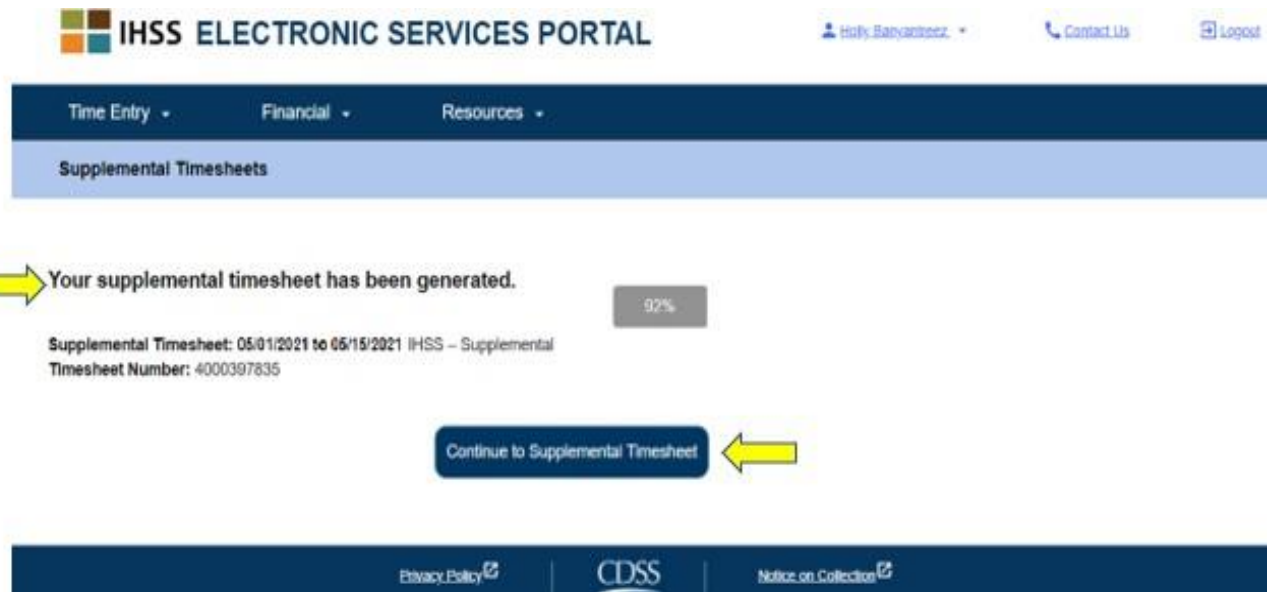 IHSS ELECTRONIC SERVICES PORTAL
Contact Us
Logout
Time Entry
Financial
Resources
Supplemental Timesheets
Your supplemental timesheet has been generated.
92%
Supplemental Timesheet: 05/01/2021 to 05/15/2021 IHSS – Supplemental
Timesheet Number: 4000397835
Continue to Supplemental Timesheet
Privacy Policy
CDSS
Notice on Collection